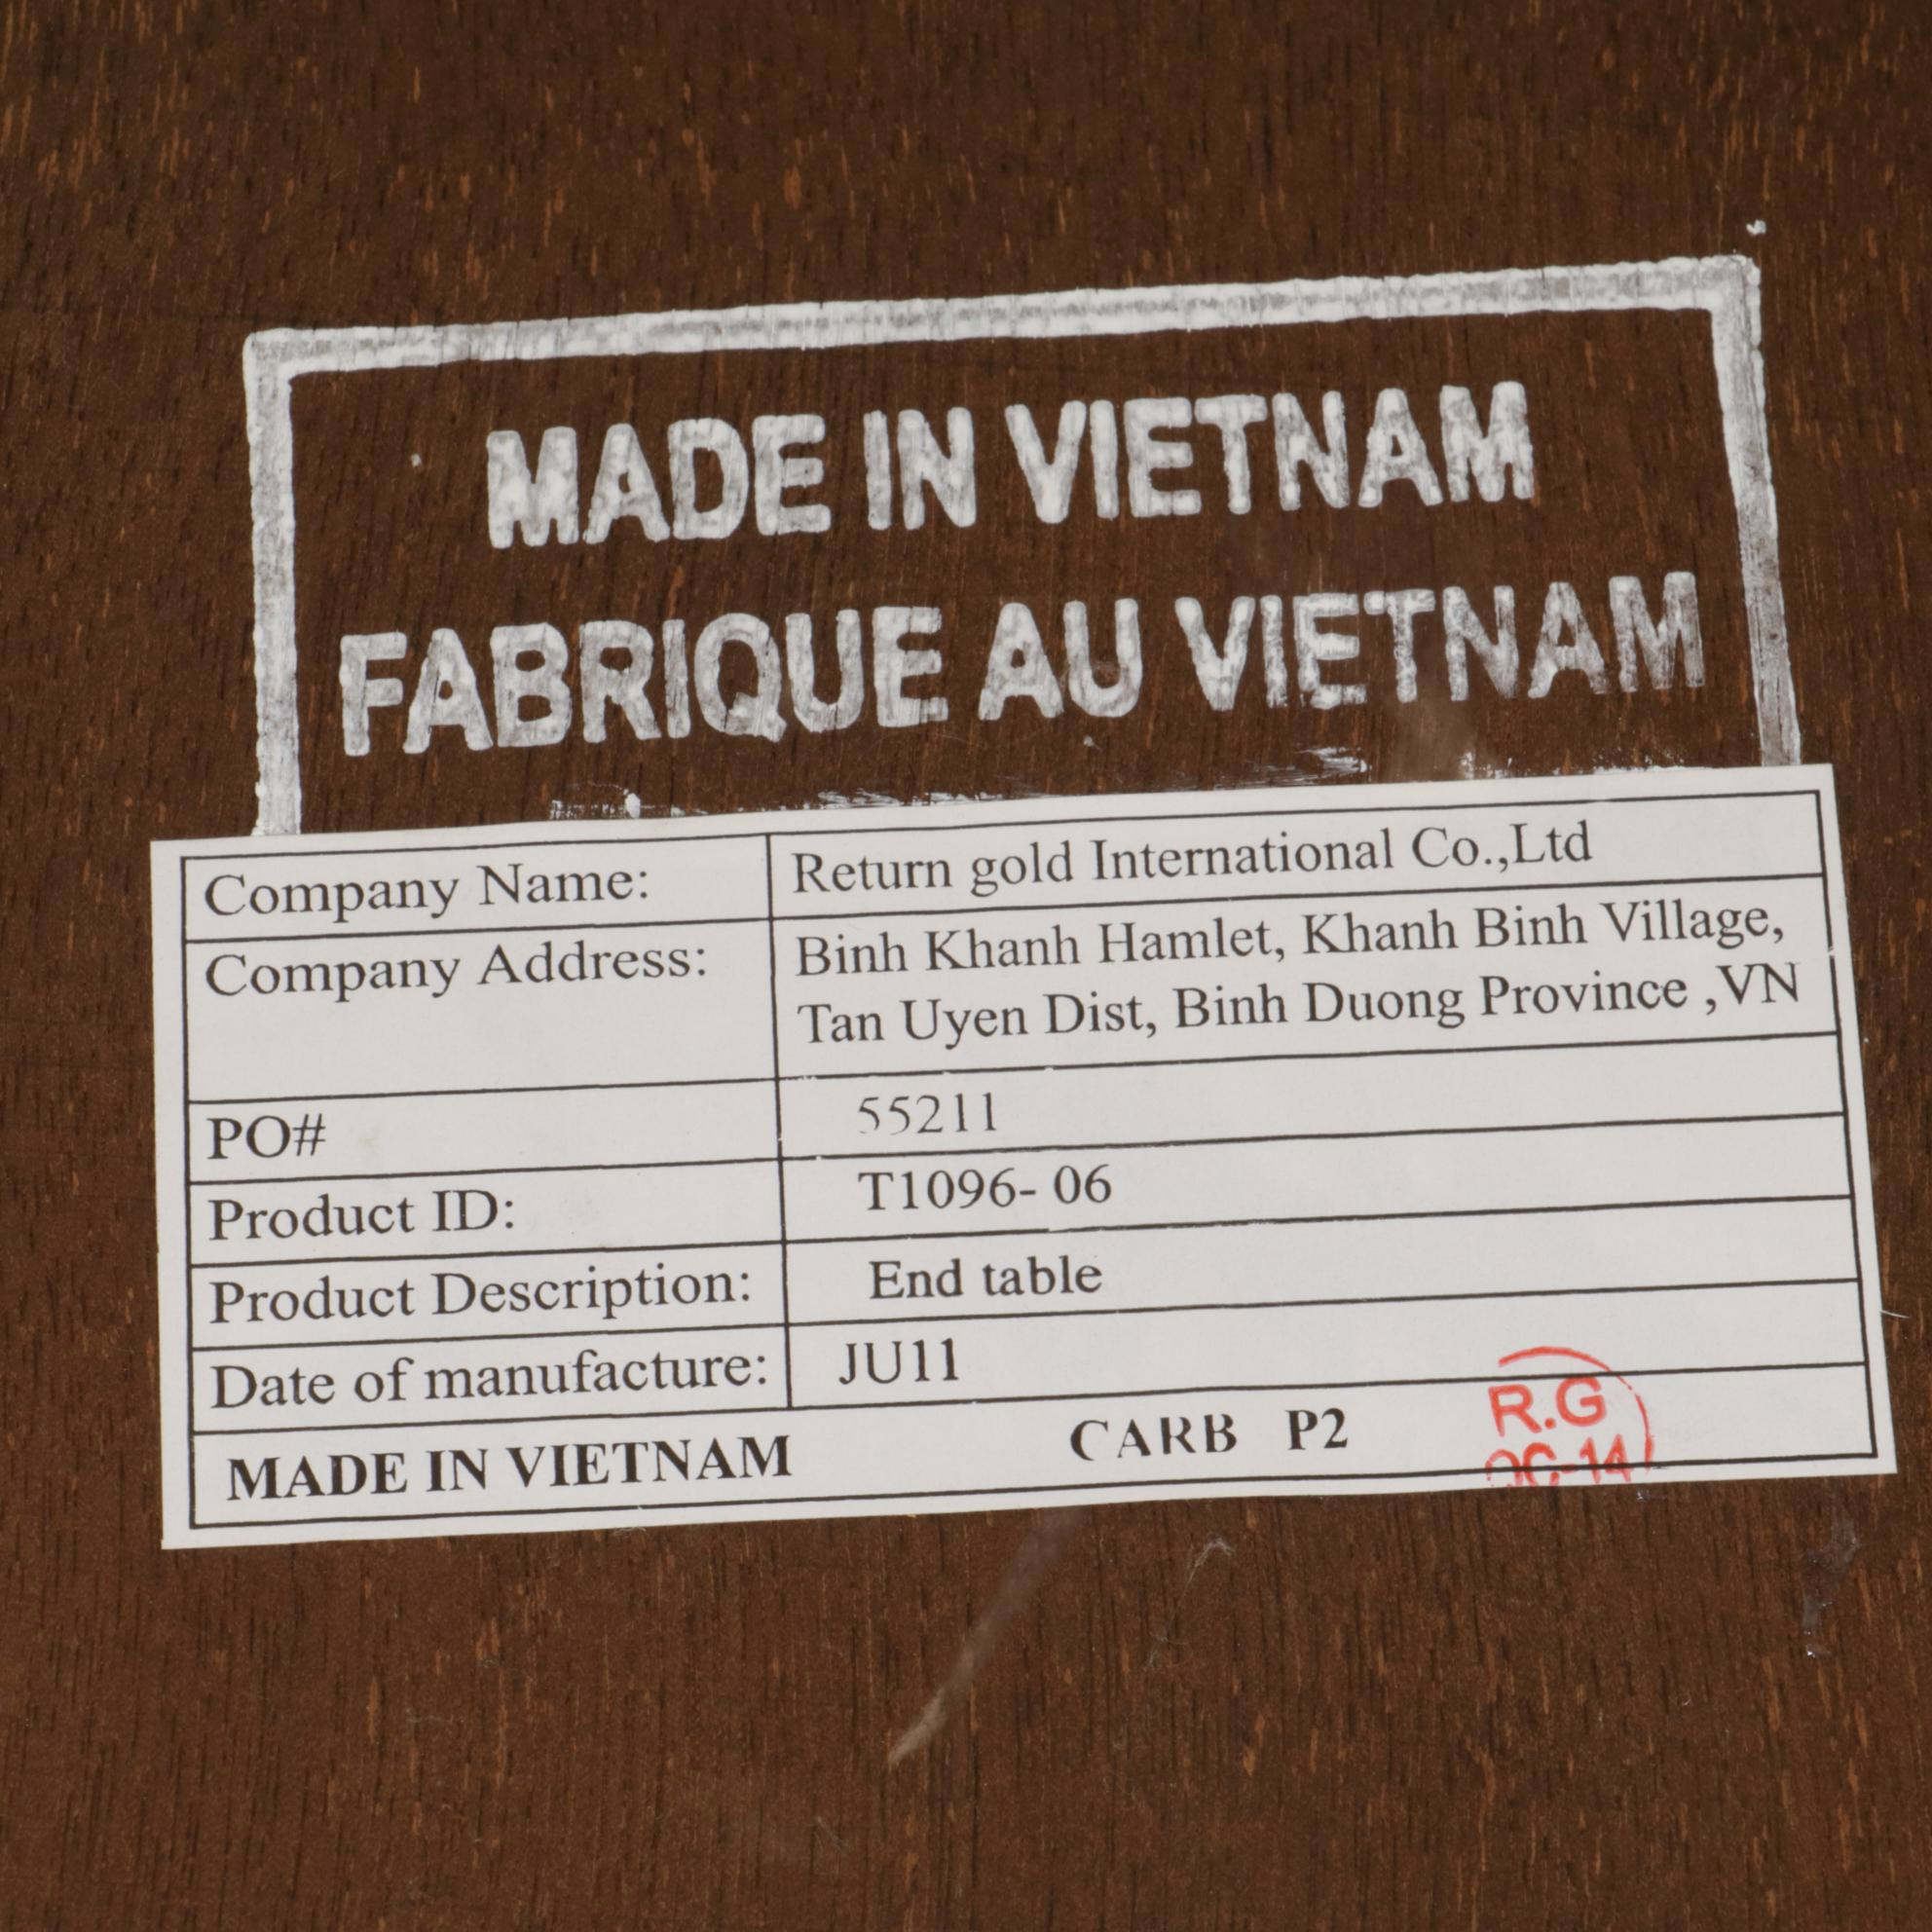 MADE IN VIETNAM
FABRIQUE AU VIETNAM
Company Name: Return gold International Co.,Ltd
Company Address: Binh Khanh Hamlet, Khanh Binh Village,
Tan Uyen Dist, Binh Duong Province ,VN
PO# 55211
Product ID: T1096- 06
Product Description: End table
Date of manufacture: JU11
MADE IN VIETNAM CARB P2
R.G
QC-14